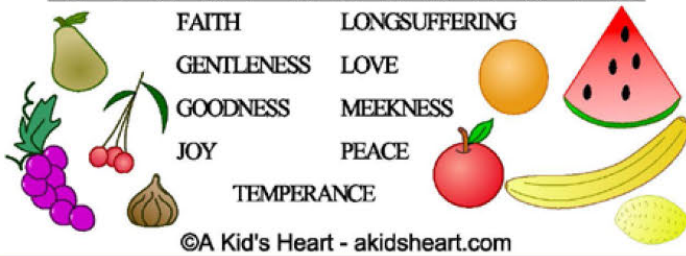 FAITH LONGSUFFERING
GENTLENESS LOVE
GOODNESS MEEKNESS
JOY PEACE
TEMPERANCE
©A Kid's Heart - akidsheart.com